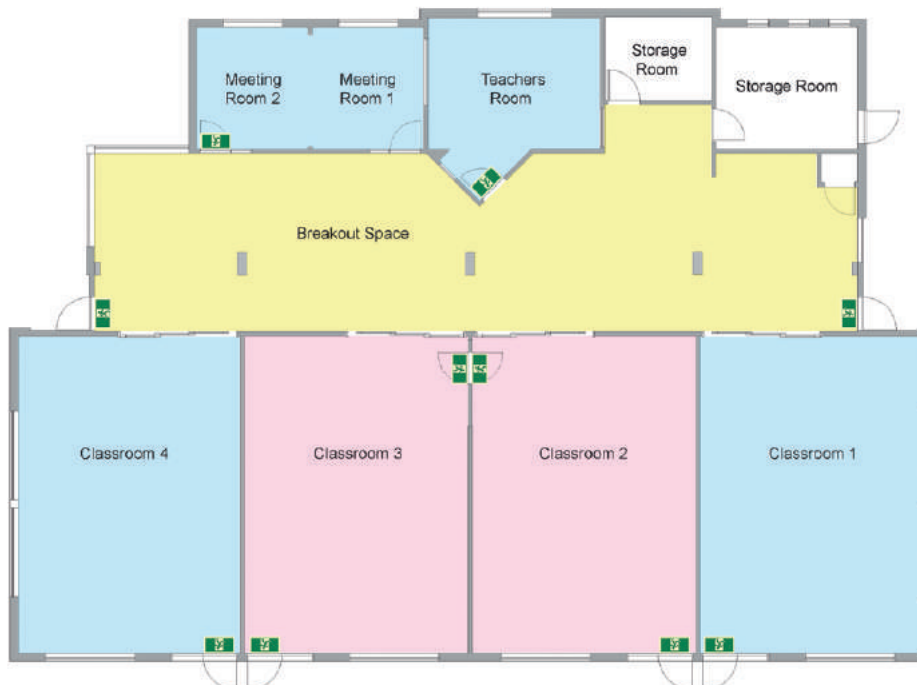 Meeting
Room 2
Meeting
Room 1
Teachers
Room
Storage
Room
Storage Room
Breakout Space
Classroom 4
Classroom 3
Classroom 2
Classroom 1